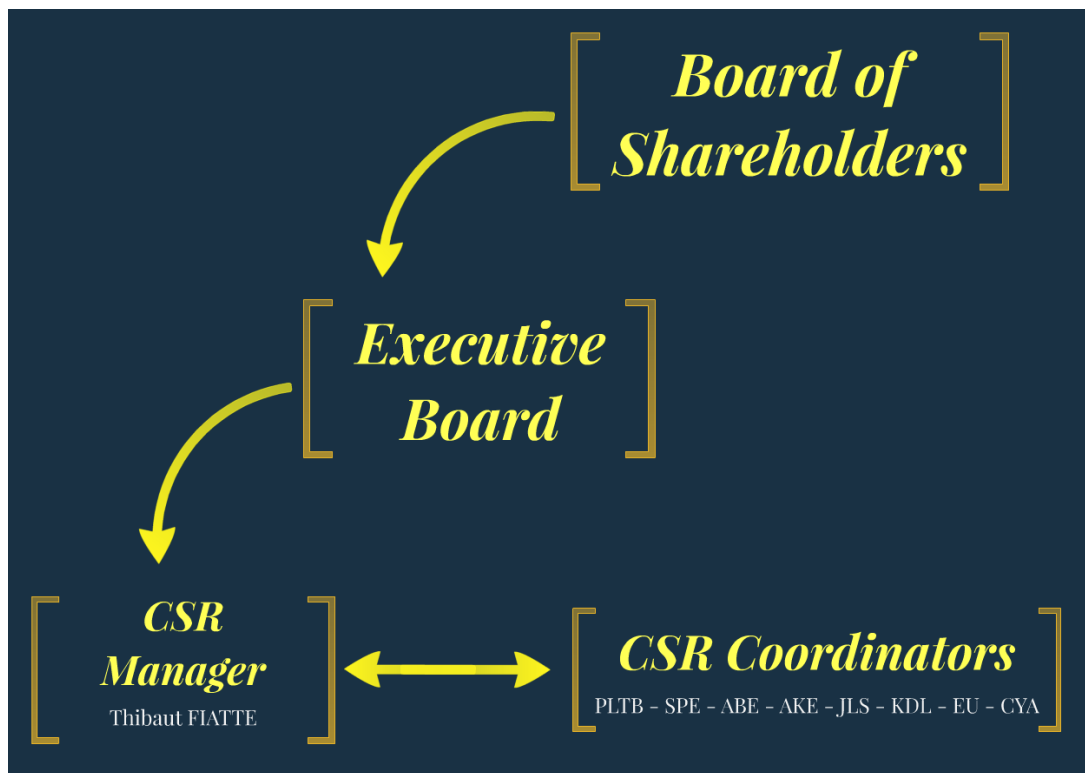 Board of
Shareholders
Executive
Board
CSR
Manager
Thibaut FIATTE
CSR Coordinators
PLTB – SPE – ABE – AKE – JLS – KDL – EU – CYA